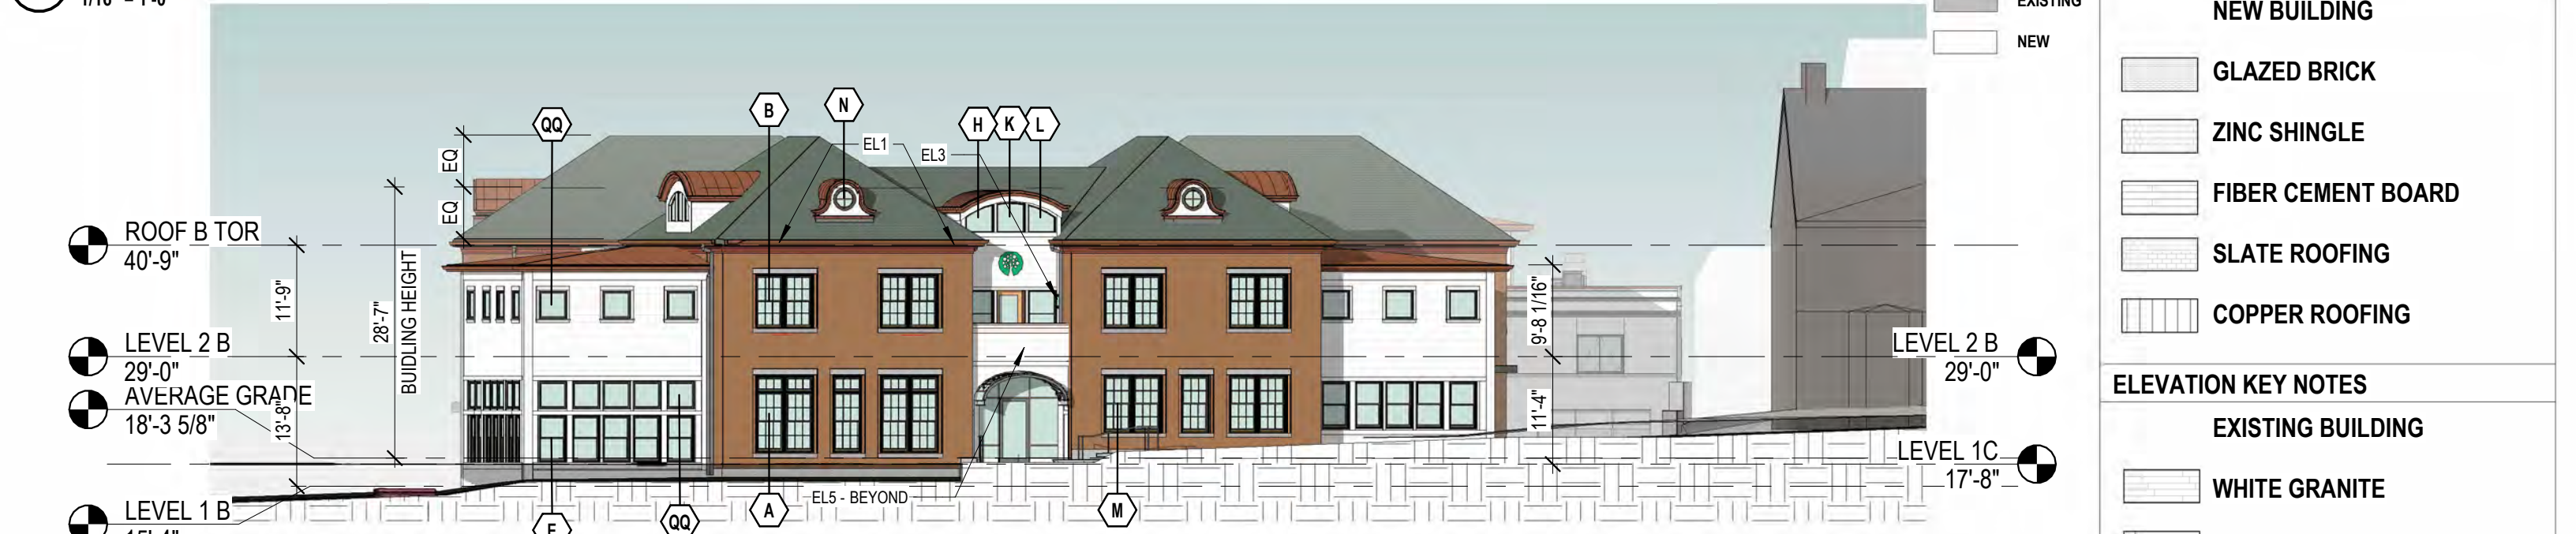 1/16" = 1'-0"
EXISTING
NEW
NEW BUILDING
GLAZED BRICK
ZINC SHINGLE
FIBER CEMENT BOARD
SLATE ROOFING
COPPER ROOFING
ELEVATION KEY NOTES
EXISTING BUILDING
WHITE GRANITE
QQ
B
N
H
K
L
EL1
EL3
EQ
EQ
ROOF B TOR
40'-9"
11'-9"
28'-7"
BUIDLING HEIGHT
LEVEL 2 B
29'-0"
AVERAGE GRADE
18'-3 5/8"
13'-8"
LEVEL 1 B
15'-4"
9'-8 1/16"
11'-4"
LEVEL 2 B
29'-0"
LEVEL 1C
17'-8"
EL5 - BEYOND
QQ
A
M